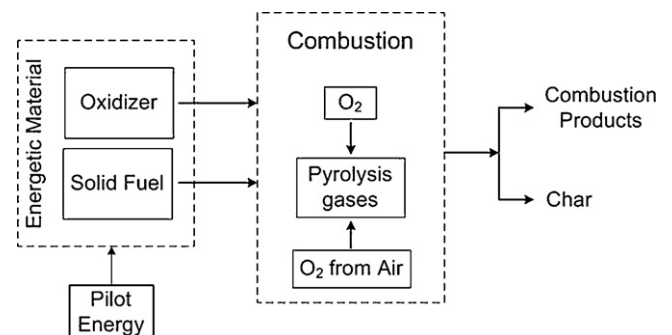 Energetic Material
Oxidizer
Solid Fuel
Pilot
Energy
Combustion
O₂
Pyrolysis
gases
O₂ from Air
Combustion
Products
Char